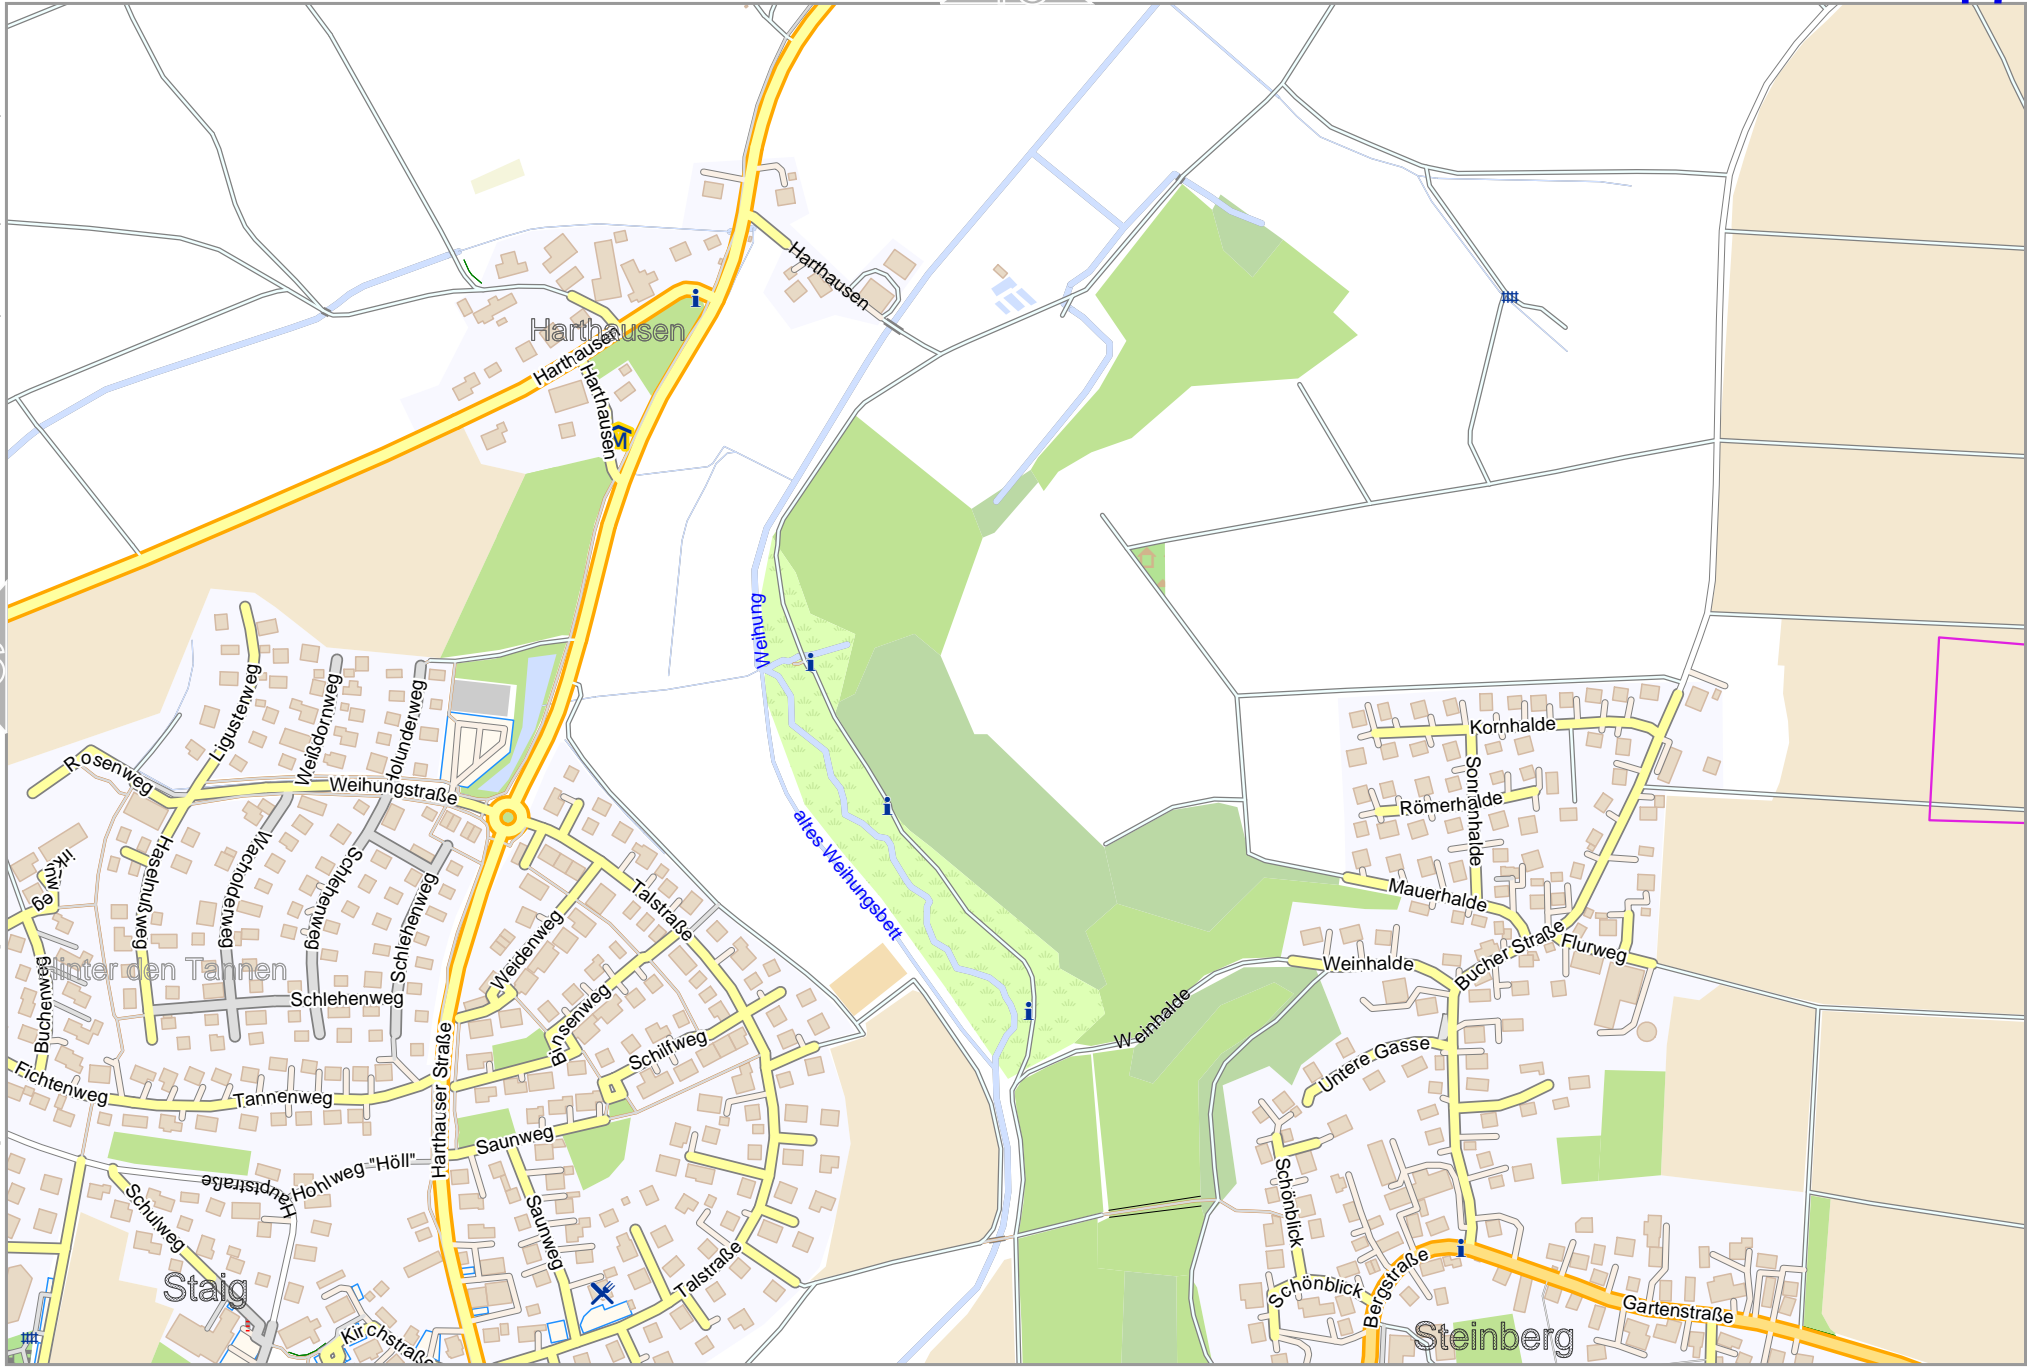 Harthausen
Harthausen
Harthausen
Harthausen
M
Weihung
Ligusterweg
Weißdornweg
Holunderweg
Rosenweg
Weihungstraße
Kornhalde
Sonnenhalde
Römerhalde
Haselnußweg
Wacholderweg
Schlehenweg
Schlehenweg
altes Weihungsbett
Talstraße
Mauerhalde
Bucher Straße
Flurweg
Weidenweg
Hinter den Tannen
Buchenweg
Schlehenweg
Weinhalde
Binsenweg
Schilfweg
Weinhalde
Untere Gasse
Fichtenweg
Tannenweg
Harthauser Straße
Saunweg
Hohlweg "Höll"
Hauptstraße
Schulweg
Saunweg
Schönblick
Staig
Talstraße
Schönblick
Bergstraße
Gartenstraße
Kirchstraße
Steinberg